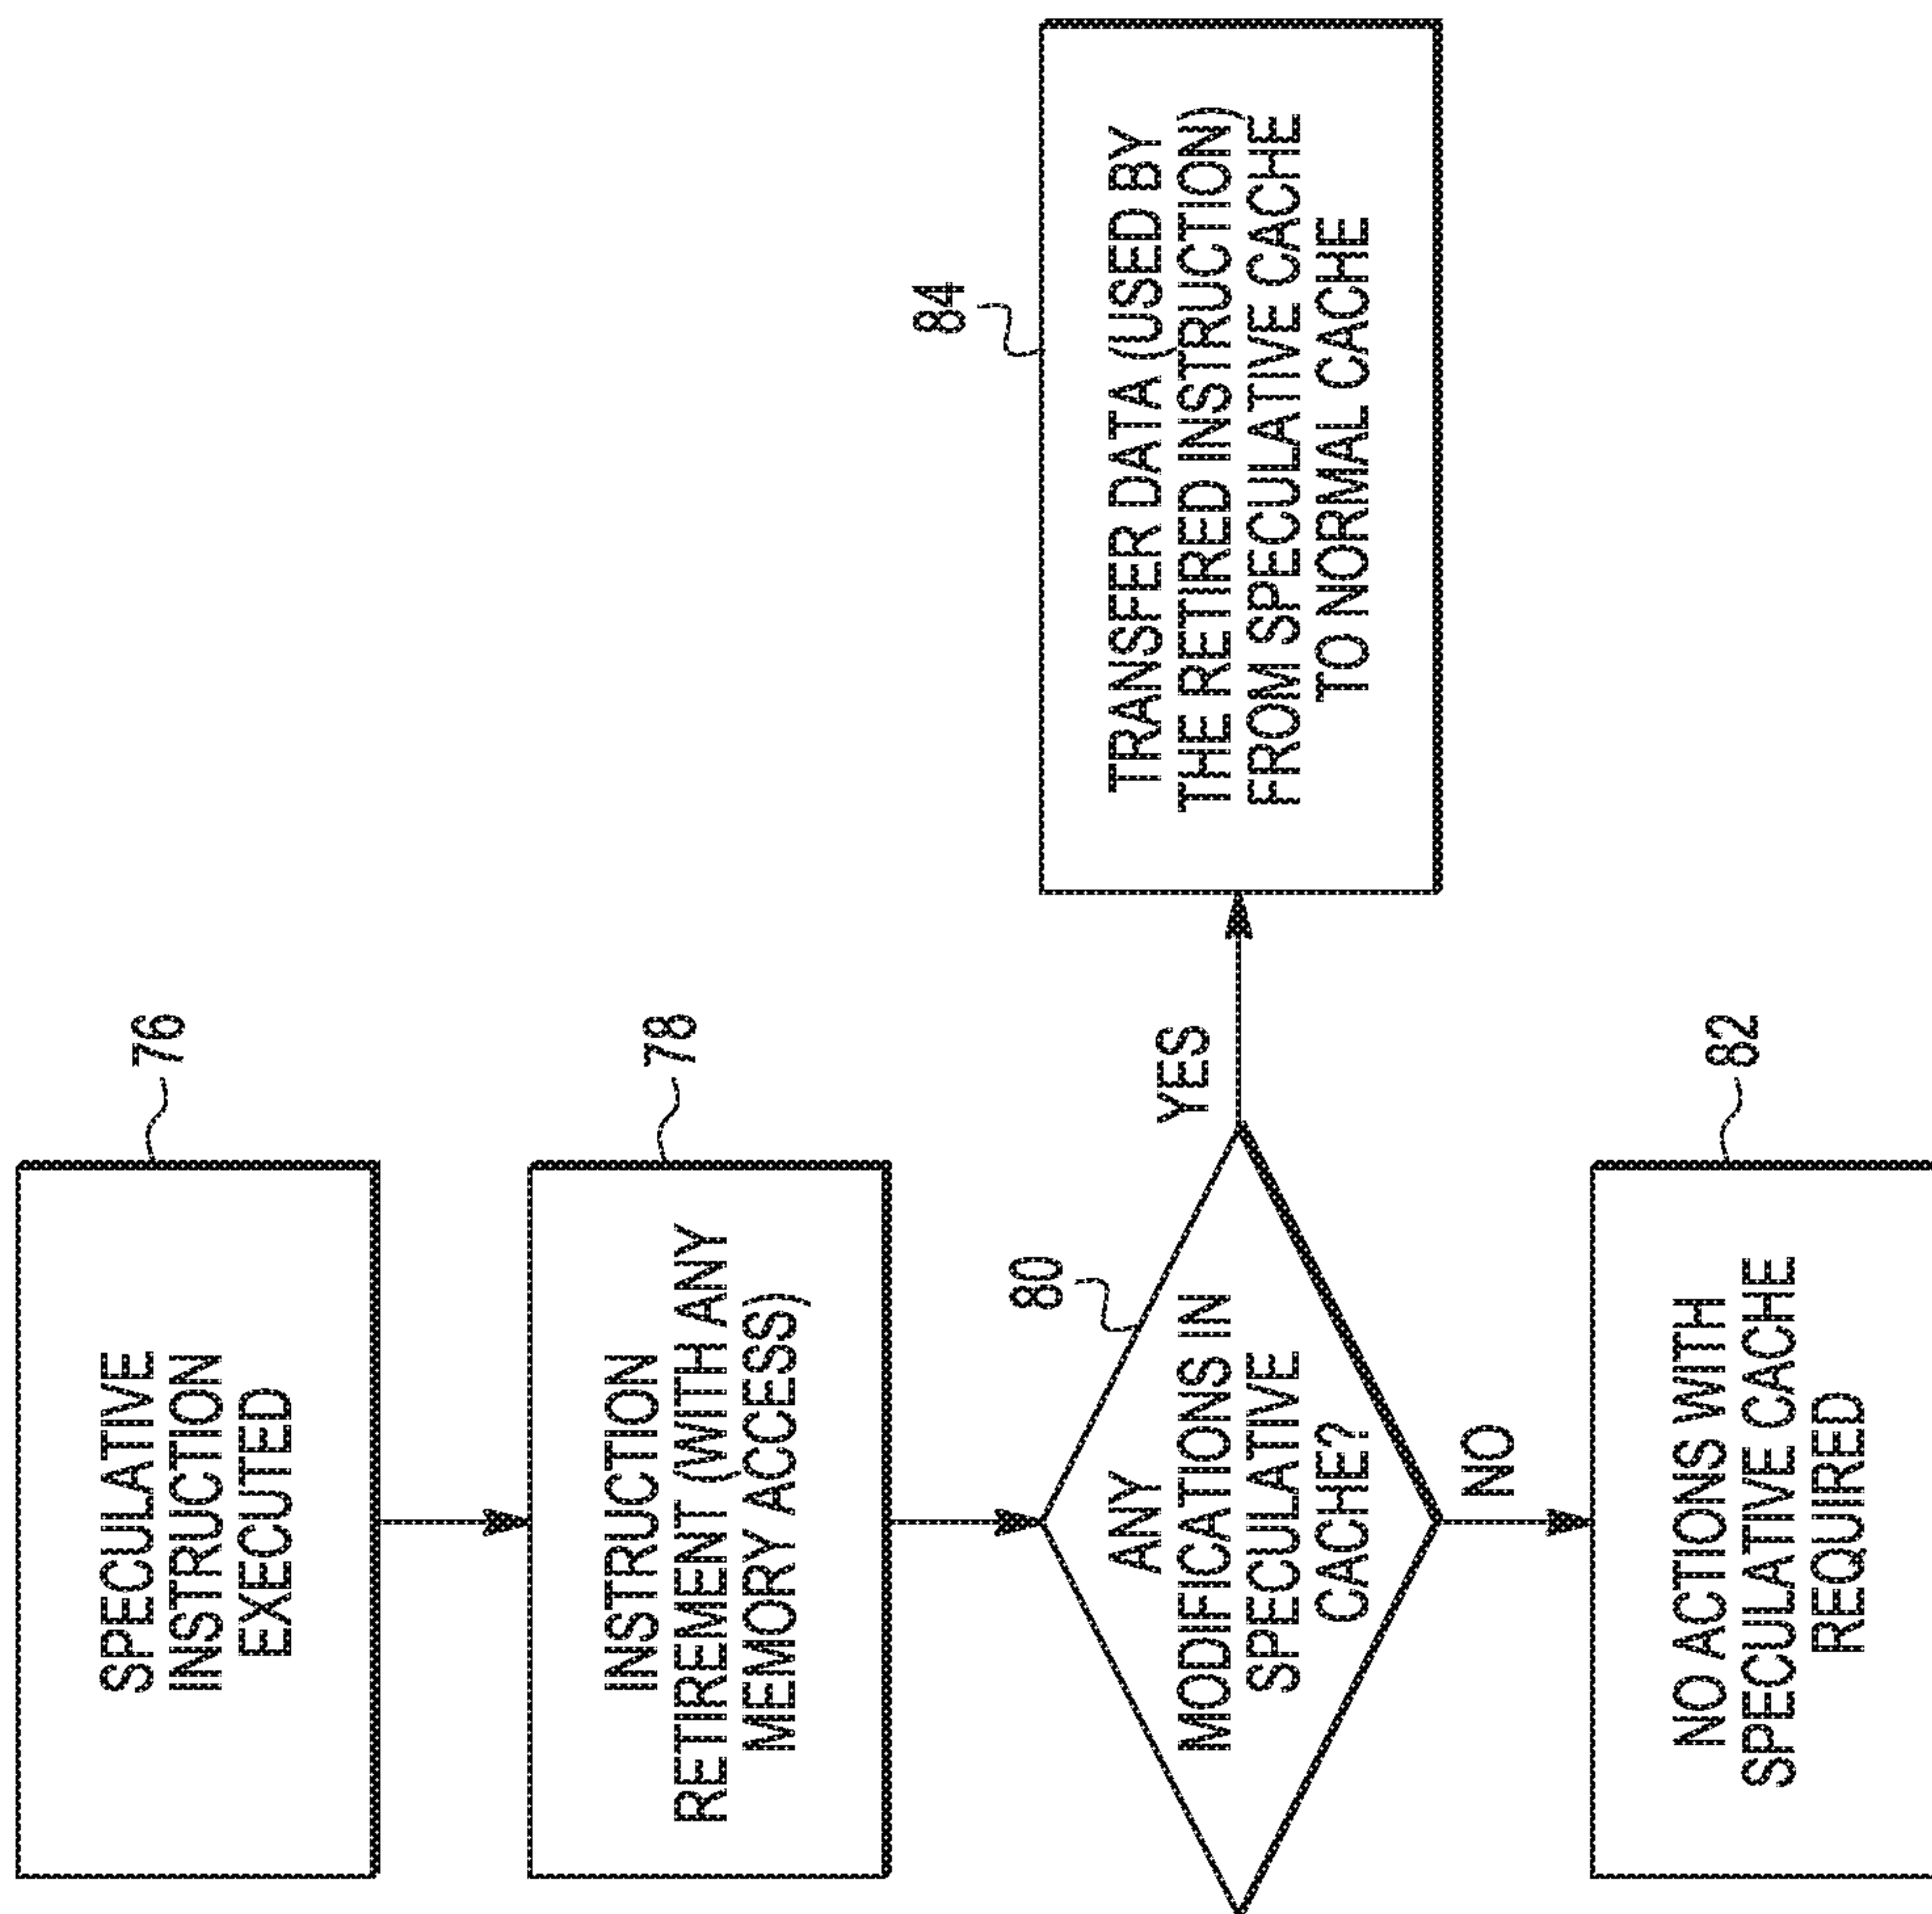 SPECULATIVE
INSTRUCTION
EXECUTED
76
INSTRUCTION
RETIREMENT (WITH ANY
MEMORY ACCESS)
78
ANY
MODIFICATIONS IN
SPECULATIVE
CACHE?
80
YES
TRANSFER DATA (USED BY
THE RETIRED INSTRUCTION)
FROM SPECULATIVE CACHE
TO NORMAL CACHE
84
NO
NO ACTIONS WITH
SPECULATIVE CACHE
REQUIRED
82